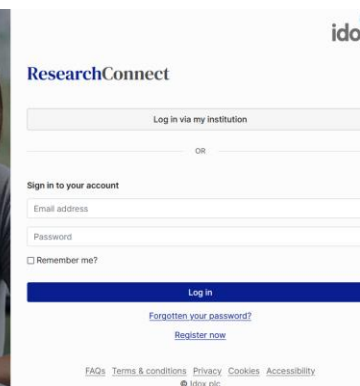 ido
ResearchConnect
Log in via my institution
OR
Sign in to your account
Email address
Password
Remember me?
Log in
Forgotten your password?
Register now
FAQs Terms & conditions Privacy Cookies Accessibility
© Idox plc